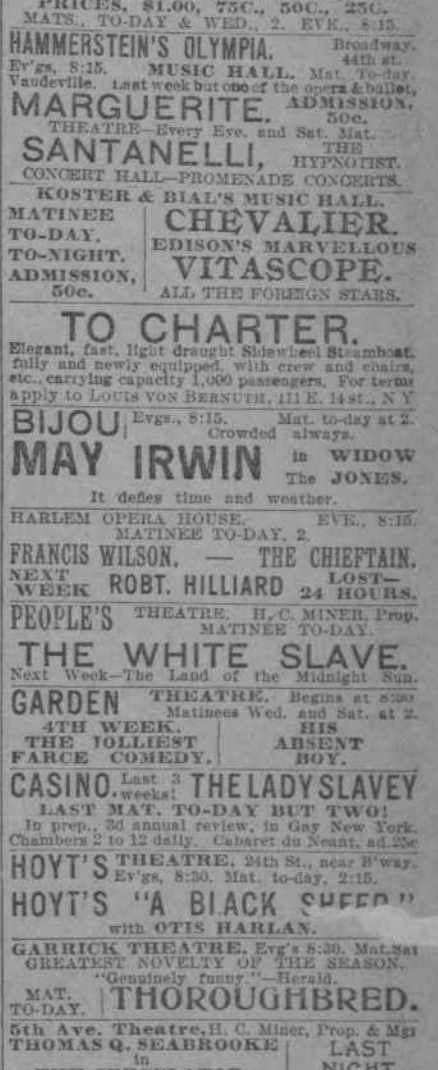 PRICES, $1.00, 75C., 50C., 25C.
MATS., TO-DAY & WED., 2. EVE., 8:15.
HAMMERSTEIN'S OLYMPIA. Broadway.
44th st.
Ev'gs, 8:15. MUSIC HALL. Mat. To-day.
Vaudeville. Last week but one of the opera & ballet,
MARGUERITE. ADMISSION, 50c.
THEATRE—Every Eve. and Sat. Mat.
SANTANELLI, THE HYPNOTIST.
CONCERT HALL—PROMENADE CONCERTS.
KOSTER & BIAL'S MUSIC HALL.
MATINEE
TO-DAY.
TO-NIGHT.
ADMISSION,
50c.
CHEVALIER.
EDISON'S MARVELLOUS
VITASCOPE.
ALL THE FOREIGN STARS.
TO CHARTER.
Elegant, fast, light draught Sidewheel Steamboat,
fully and newly equipped, with crew and chairs,
etc., carrying capacity 1,000 passengers. For terms
apply to LOUIS VON BERNUTH, 111 E. 14 st., N Y
BIJOU Evgs., 8:15. Mat. to-day at 2.
Crowded always.
MAY IRWIN in WIDOW
The JONES.
It defies time and weather.
HARLEM OPERA HOUSE. EVE., 8:15.
MATINEE TO-DAY, 2.
FRANCIS WILSON. — THE CHIEFTAIN.
NEXT WEEK ROBT. HILLIARD LOST—
24 HOURS.
PEOPLE'S THEATRE. H. C. MINER, Prop.
MATINEE TO-DAY.
THE WHITE SLAVE.
Next Week—The Land of the Midnight Sun.
GARDEN THEATRE. Begins at 8:30
Matinees Wed. and Sat. at 2.
4TH WEEK.
THE JOLLIEST
FARCE COMEDY.
HIS
ABSENT
BOY.
CASINO. Last 3 weeks! THE LADY SLAVEY
LAST MAT. TO-DAY BUT TWO!
In prep., 3d annual review, in Gay New York.
Chambers 2 to 12 daily. Cabaret du Neant, ad. 25c
HOYT'S THEATRE, 24th St., near B'way.
Ev'gs, 8:30. Mat. to-day, 2:15.
HOYT'S "A BLACK SHEEP"
with OTIS HARLAN.
GARRICK THEATRE. Evg's 8:30. Mat. Sat
GREATEST NOVELTY OF THE SEASON.
"Genuinely funny."—Herald.
MAT. TO-DAY. THOROUGHBRED.
5th Ave. Theatre, H. C. Miner, Prop. & Mgr
THOMAS Q. SEABROOKE
in
LAST
NIGHT